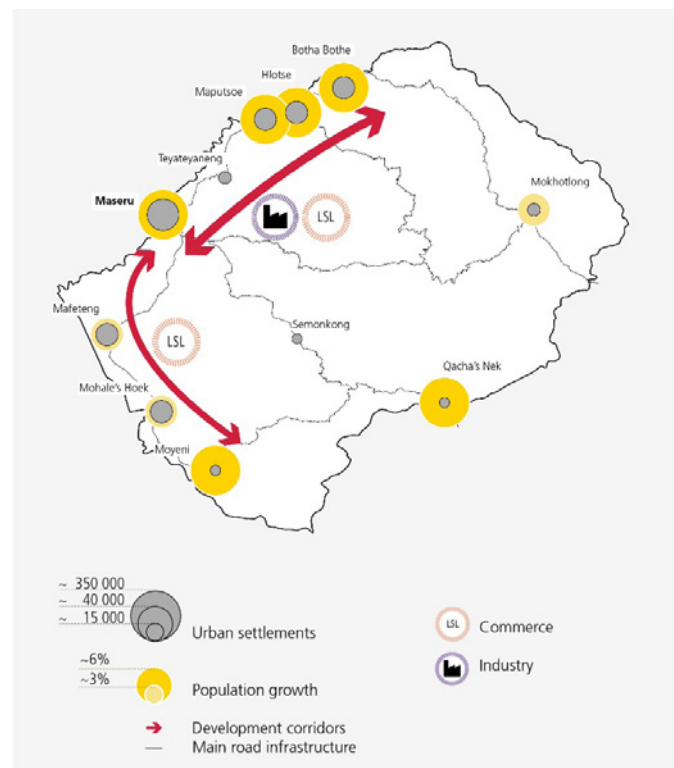 Botha Bothe
Hlotse
Maputsoe
Teyateyaneng
Maseru
Mokhotlong
LSL
Mafeteng
LSL
Semonkong
Qacha's Nek
Mohale's Hoek
Moyeni
~ 350 000
~ 40 000
~ 15 000
Urban settlements
~6%
~3%
Population growth
Development corridors
Main road infrastructure
LSL Commerce
Industry